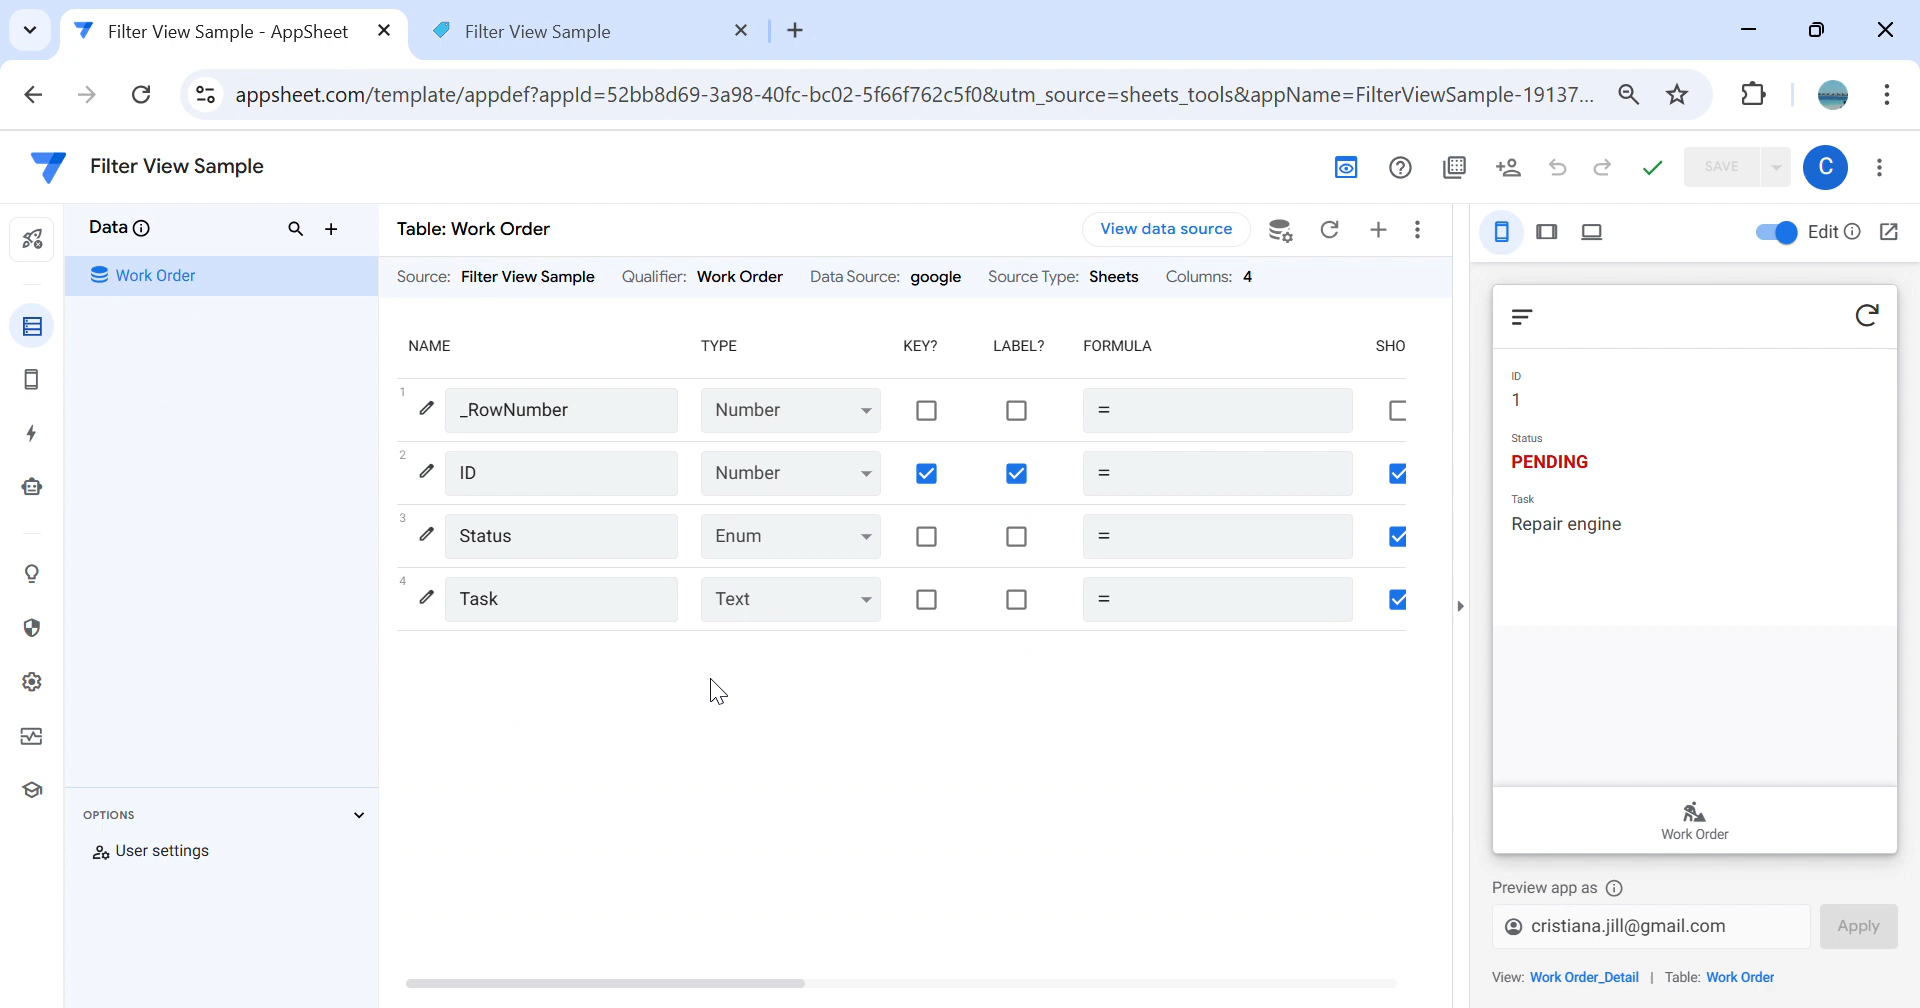 Filter View Sample - AppSheet
Filter View Sample
appsheet.com/template/appdef?appId=52bb8d69-3a98-40fc-bc02-5f66f762c5f0&utm_source=sheets_tools&appName=FilterViewSample-19137...
Filter View Sample
SAVE
C
Data
Table: Work Order
View data source
Edit
Work Order
Source: Filter View Sample Qualifier: Work Order Data Source: google Source Type: Sheets Columns: 4
NAME TYPE KEY? LABEL? FORMULA SHO
1 _RowNumber Number =
2 ID Number =
3 Status Enum =
4 Task Text =
OPTIONS
User settings
ID
1
Status
PENDING
Task
Repair engine
Work Order
Preview app as
cristiana.jill@gmail.com Apply
View: Work Order_Detail | Table: Work Order